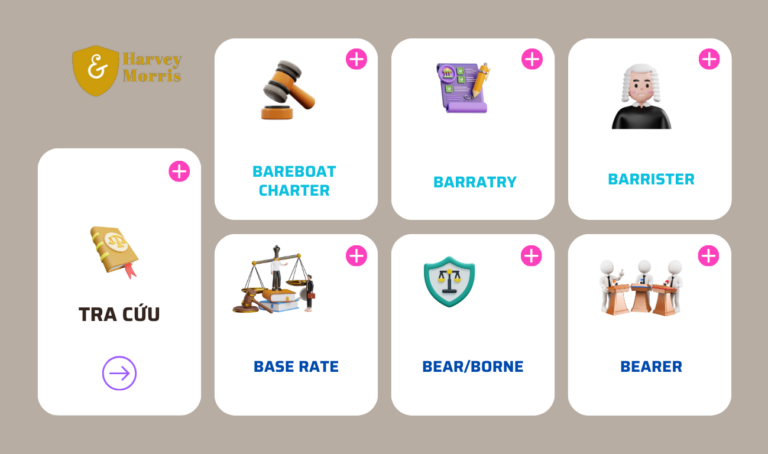 &
Harvey
Morris
BAREBOAT
CHARTER
BARRATRY
BARRISTER
TRA CỨU
BASE RATE
BEAR/BORNE
BEARER